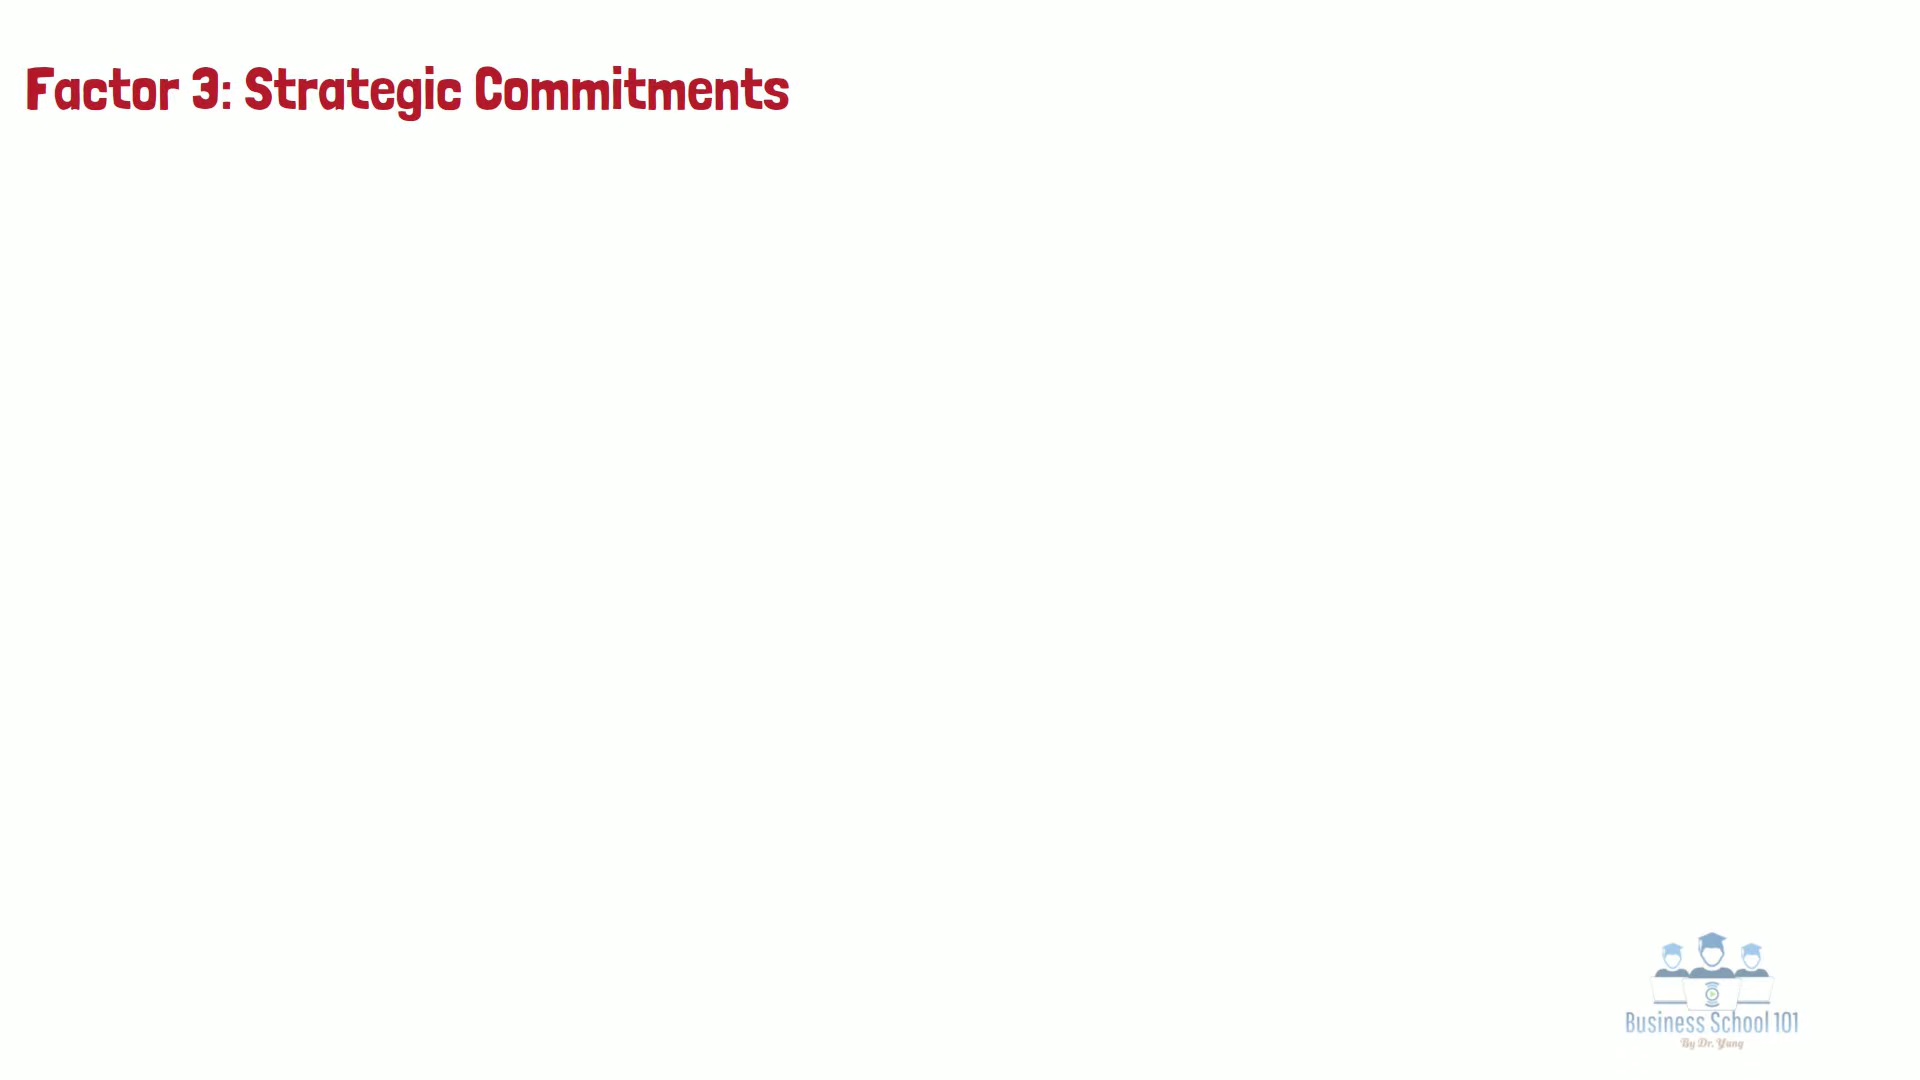 Factor 3: Strategic Commitments
Business School 101
By Dr. Yang